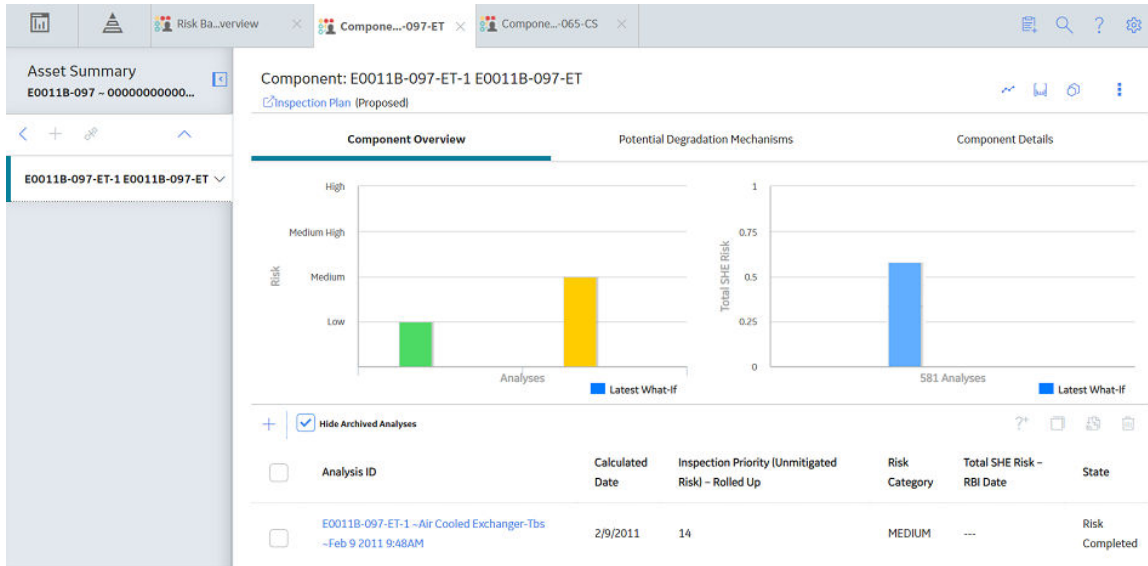 Risk Ba...verview
Compone...-097-ET
Compone...-065-CS
?
Asset Summary
E0011B-097 ~ 00000000000...
Component: E0011B-097-ET-1 E0011B-097-ET
Inspection Plan (Proposed)
Component Overview
Potential Degradation Mechanisms
Component Details
E0011B-097-ET-1 E0011B-097-ET
High
Medium High
Medium
Low
Risk
Analyses
Latest What-If
1
0.75
0.5
0.25
0
Total SHE Risk
581 Analyses
Latest What-If
Hide Archived Analyses
?+
Analysis ID
Calculated
Date
Inspection Priority (Unmitigated
Risk) – Rolled Up
Risk
Category
Total SHE Risk –
RBI Date
State
E0011B-097-ET-1 ~Air Cooled Exchanger-Tbs
~Feb 9 2011 9:48AM
2/9/2011
14
MEDIUM
---
Risk
Completed